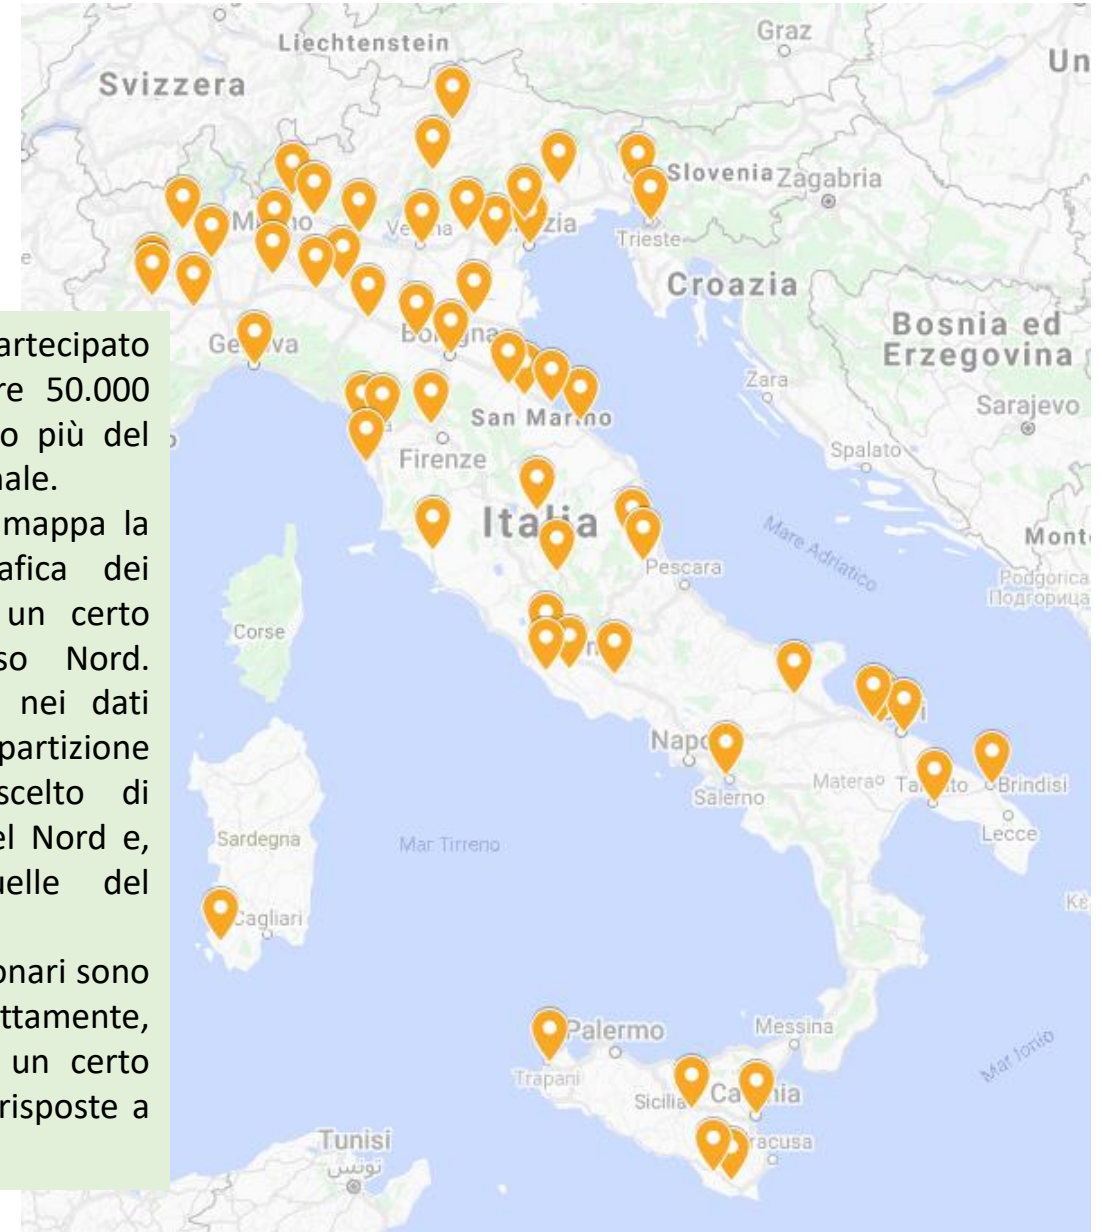 artecipato
re 50.000
o più del
nale.
mappa la
afica dei
un certo
so Nord.
nei dati
partizione
scelto di
el Nord e,
uelle del
onari sono
ttamente,
un certo
risposte a
Liechtenstein
Graz
Svizzera
Un
Slovenia
Zagabria
Trieste
Croazia
Bosnia ed
Erzegovina
Zara
Sarajevo
San Marino
Spalato
Firenze
Italia
Mare Adriatico
Mont
Pescara
Podgorica
Подгорица
Corse
Salerno
Matera
Brindisi
Lecce
Sardegna
Mar Tirreno
Cagliari
Palermo
Messina
Mar Ionio
Trapani
Sicilia
Tunisi
تونس